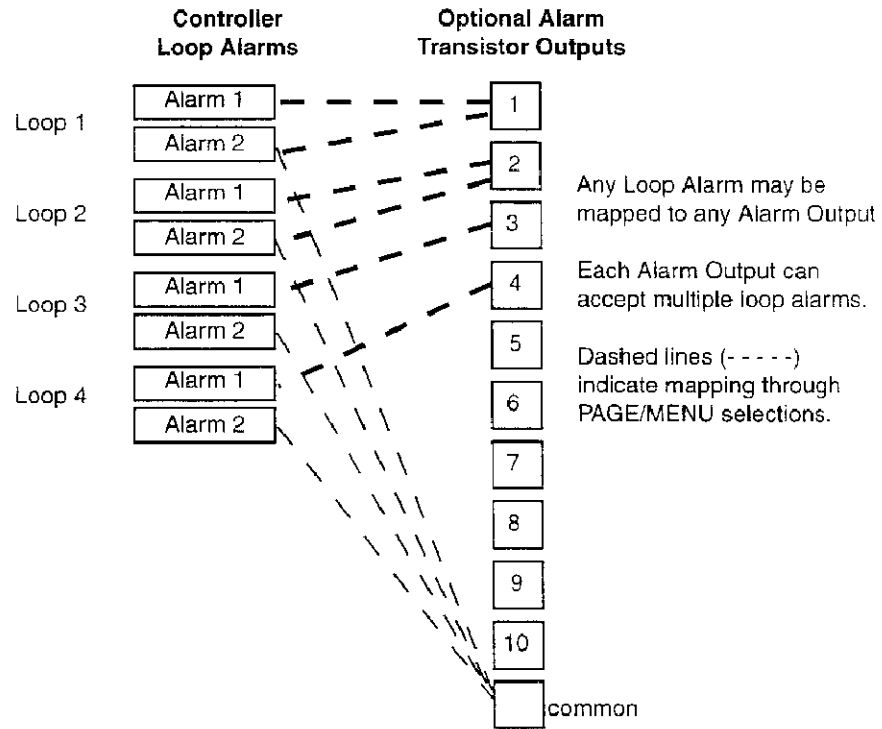 Controller
Loop Alarms
Optional Alarm
Transistor Outputs
Loop 1
Alarm 1
Alarm 2
Loop 2
Alarm 1
Alarm 2
Loop 3
Alarm 1
Alarm 2
Loop 4
Alarm 1
Alarm 2
1
2
3
4
5
6
7
8
9
10
common
Any Loop Alarm may be
mapped to any Alarm Output
Each Alarm Output can
accept multiple loop alarms.
Dashed lines (- - - - -)
indicate mapping through
PAGE/MENU selections.